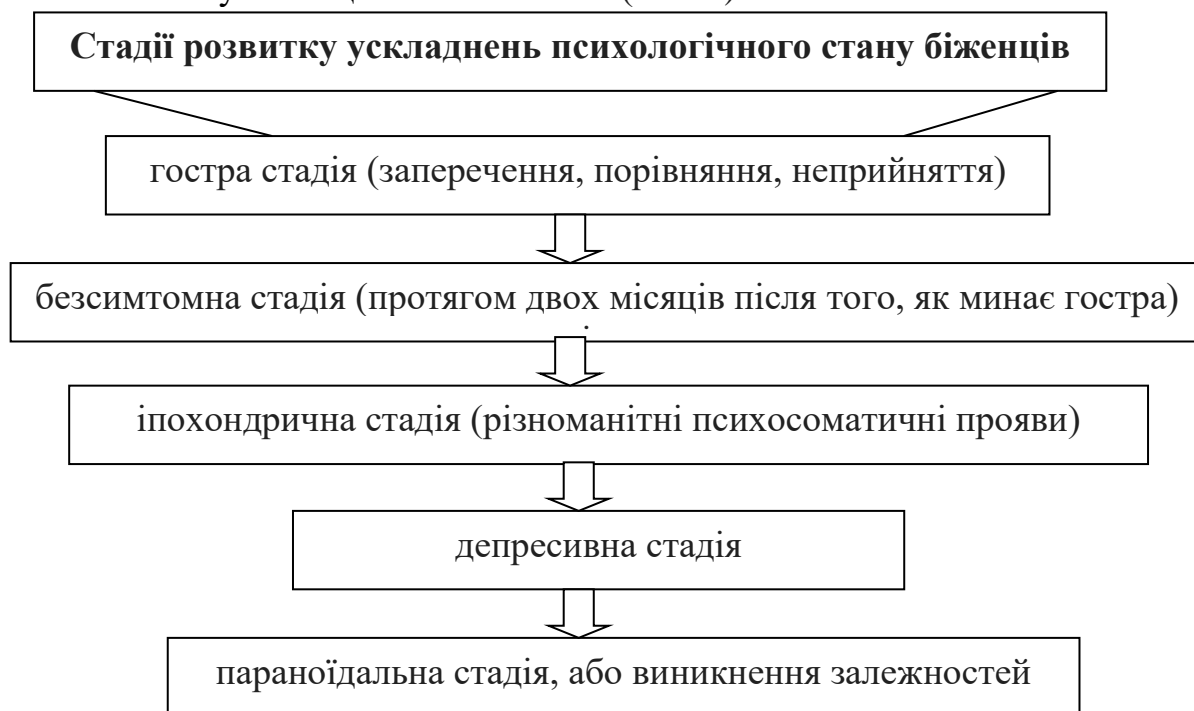 Стадії розвитку ускладнень психологічного стану біженців
гостра стадія (заперечення, порівняння, неприйняття)
безсимтомна стадія (протягом двох місяців після того, як минає гостра)
іпохондрична стадія (різноманітні психосоматичні прояви)
депресивна стадія
параноїдальна стадія, або виникнення залежностей